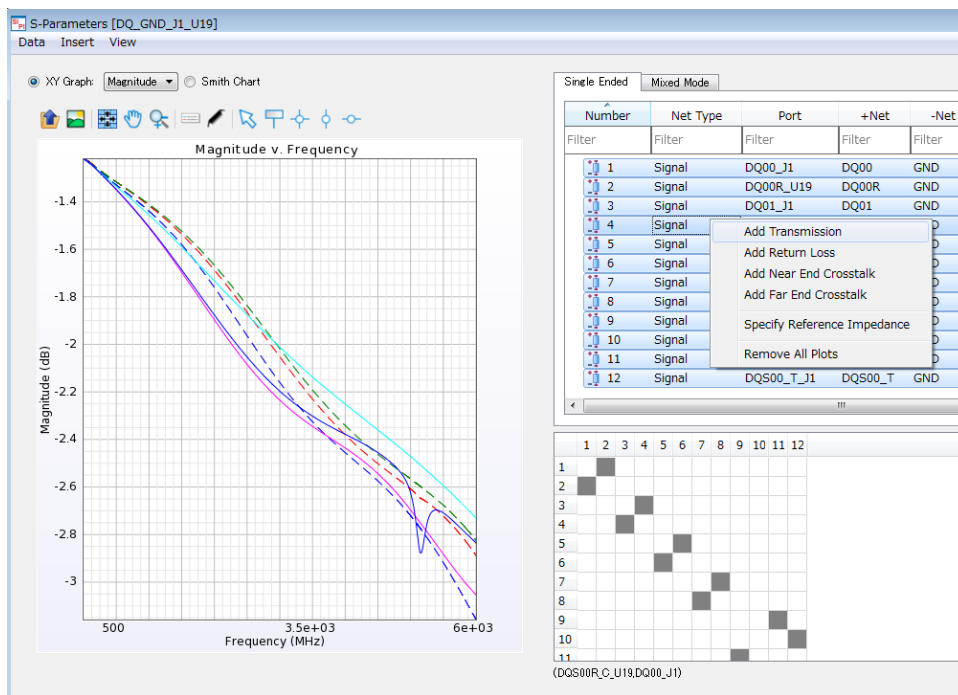 S-Parameters [DQ_GND_J1_U19]
Data Insert View
XY Graph: Magnitude Smith Chart
Magnitude v. Frequency
-1.4
-1.6
-1.8
-2
-2.2
-2.4
-2.6
-2.8
-3
Magnitude (dB)
500 3.5e+03 6e+03
Frequency (MHz)
Single Ended Mixed Mode
Number Net Type Port +Net -Net
Filter Filter Filter Filter Filter
1 Signal DQ00_J1 DQ00 GND
2 Signal DQ00R_U19 DQ00R GND
3 Signal DQ01_J1 DQ01 GND
4 Signal
5 Signal
6 Signal
7 Signal
8 Signal
9 Signal
10 Signal
11 Signal
12 Signal DQS00_T_J1 DQS00_T GND
Add Transmission
Add Return Loss
Add Near End Crosstalk
Add Far End Crosstalk
Specify Reference Impedance
Remove All Plots
1 2 3 4 5 6 7 8 9 10 11 12
1
2
3
4
5
6
7
8
9
10
11
(DQS00R_C_U19,DQ00_J1)